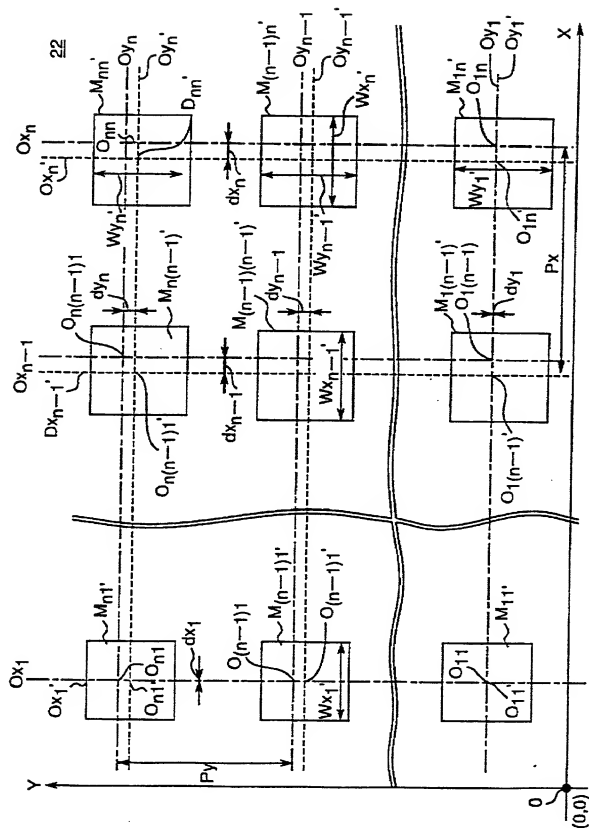 22
Ox₁
Ox₁'
Oxₙ₋₁
Dxₙ₋₁'
Oxₙ
Oxₙ'
Y
Mₙ₁'
Oₙ₍ₙ₋₁₎₁
dyₙ
Wyₙ'
Mₙₙ'
Oₙₙ
Oyₙ
Oyₙ'
Oₙ₁
Oₙ₁'
dx₁
Oₙ₍ₙ₋₁₎₁'
Mₙ₍ₙ₋₁₎'
dxₙ₋₁
dxₙ
Dₙₙ'
Py
O₍ₙ₋₁₎₁
M₍ₙ₋₁₎₁'
O₍ₙ₋₁₎₁'
Wx₁'
M₍ₙ₋₁₎₍ₙ₋₁₎'
dyₙ₋₁
Wxₙ₋₁'
Wyₙ₋₁'
M₍ₙ₋₁₎ₙ'
Wxₙ'
Oyₙ₋₁
Oyₙ₋₁'
O₁₁
O₁₁'
M₁₁'
M₁₍ₙ₋₁₎'
O₁₍ₙ₋₁₎
O₁₍ₙ₋₁₎'
dy₁
Wy₁'
M₁ₙ'
O₁ₙ
O₁ₙ'
Oy₁
Oy₁'
Px
0
(0,0)
X